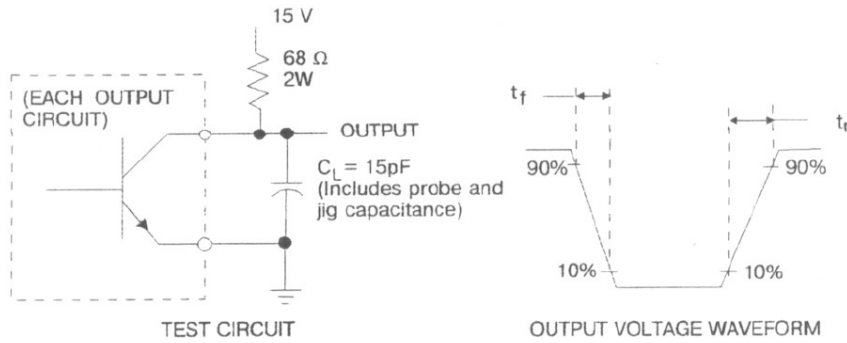 15 V
68 Ω
2W
(EACH OUTPUT
CIRCUIT)
OUTPUT
C_L = 15pF
(Includes probe and
jig capacitance)
TEST CIRCUIT
t_f
t_r
90%
90%
10%
10%
OUTPUT VOLTAGE WAVEFORM